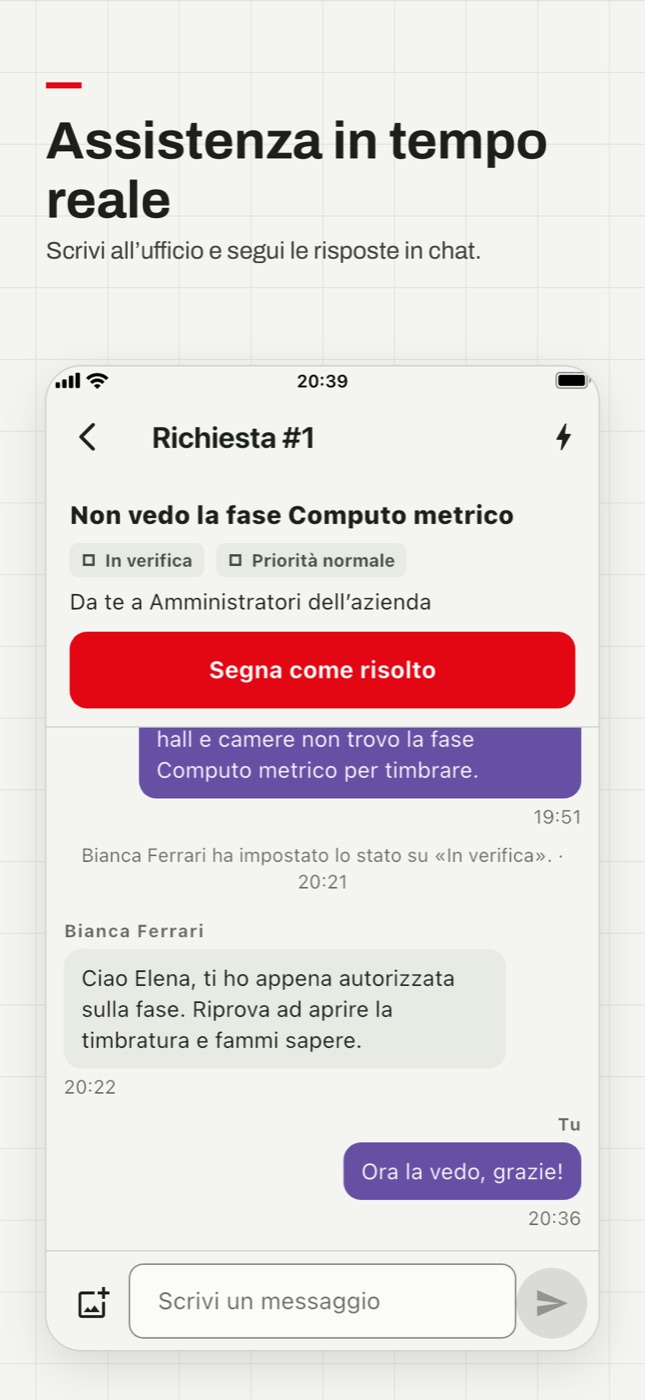 Assistenza in tempo
reale
Scrivi all’ufficio e segui le risposte in chat.
20:39
Richiesta #1
Non vedo la fase Computo metrico
In verifica
Priorità normale
Da te a Amministratori dell’azienda
Segna come risolto
hall e camere non trovo la fase
Computo metrico per timbrare.
19:51
Bianca Ferrari ha impostato lo stato su «In verifica». ·
20:21
Bianca Ferrari
Ciao Elena, ti ho appena autorizzata
sulla fase. Riprova ad aprire la
timbratura e fammi sapere.
20:22
Tu
Ora la vedo, grazie!
20:36
Scrivi un messaggio